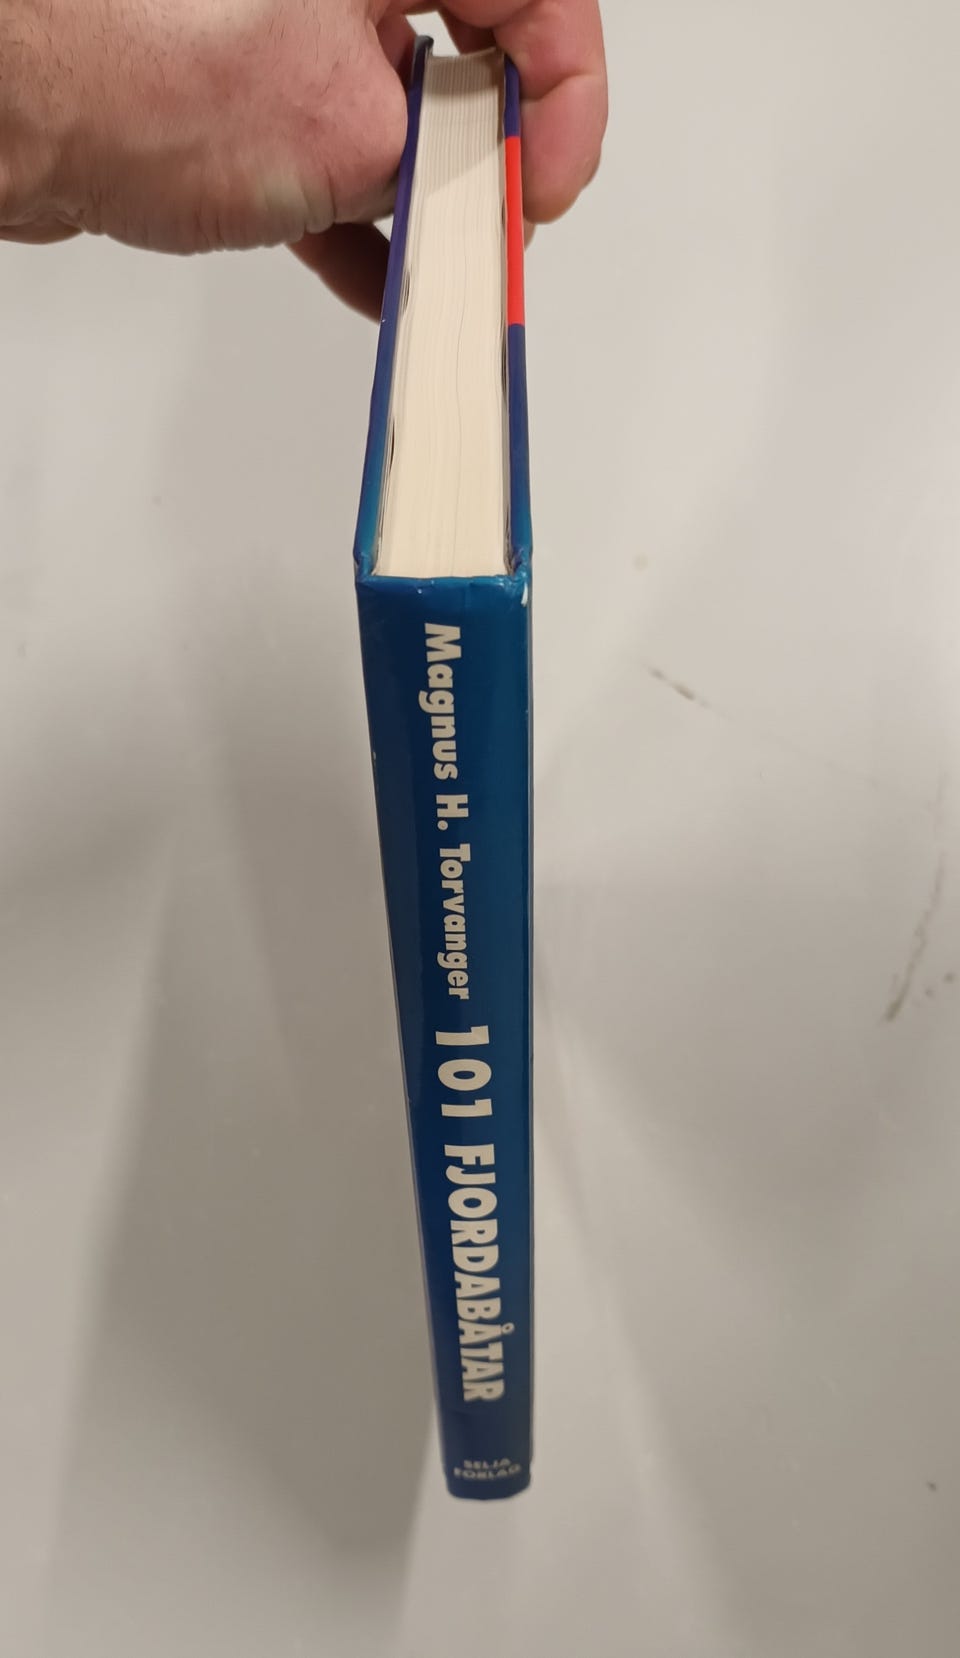 Magnus H. Torvanger 101 FJORDABÅTAR
SELJA
FORLAG